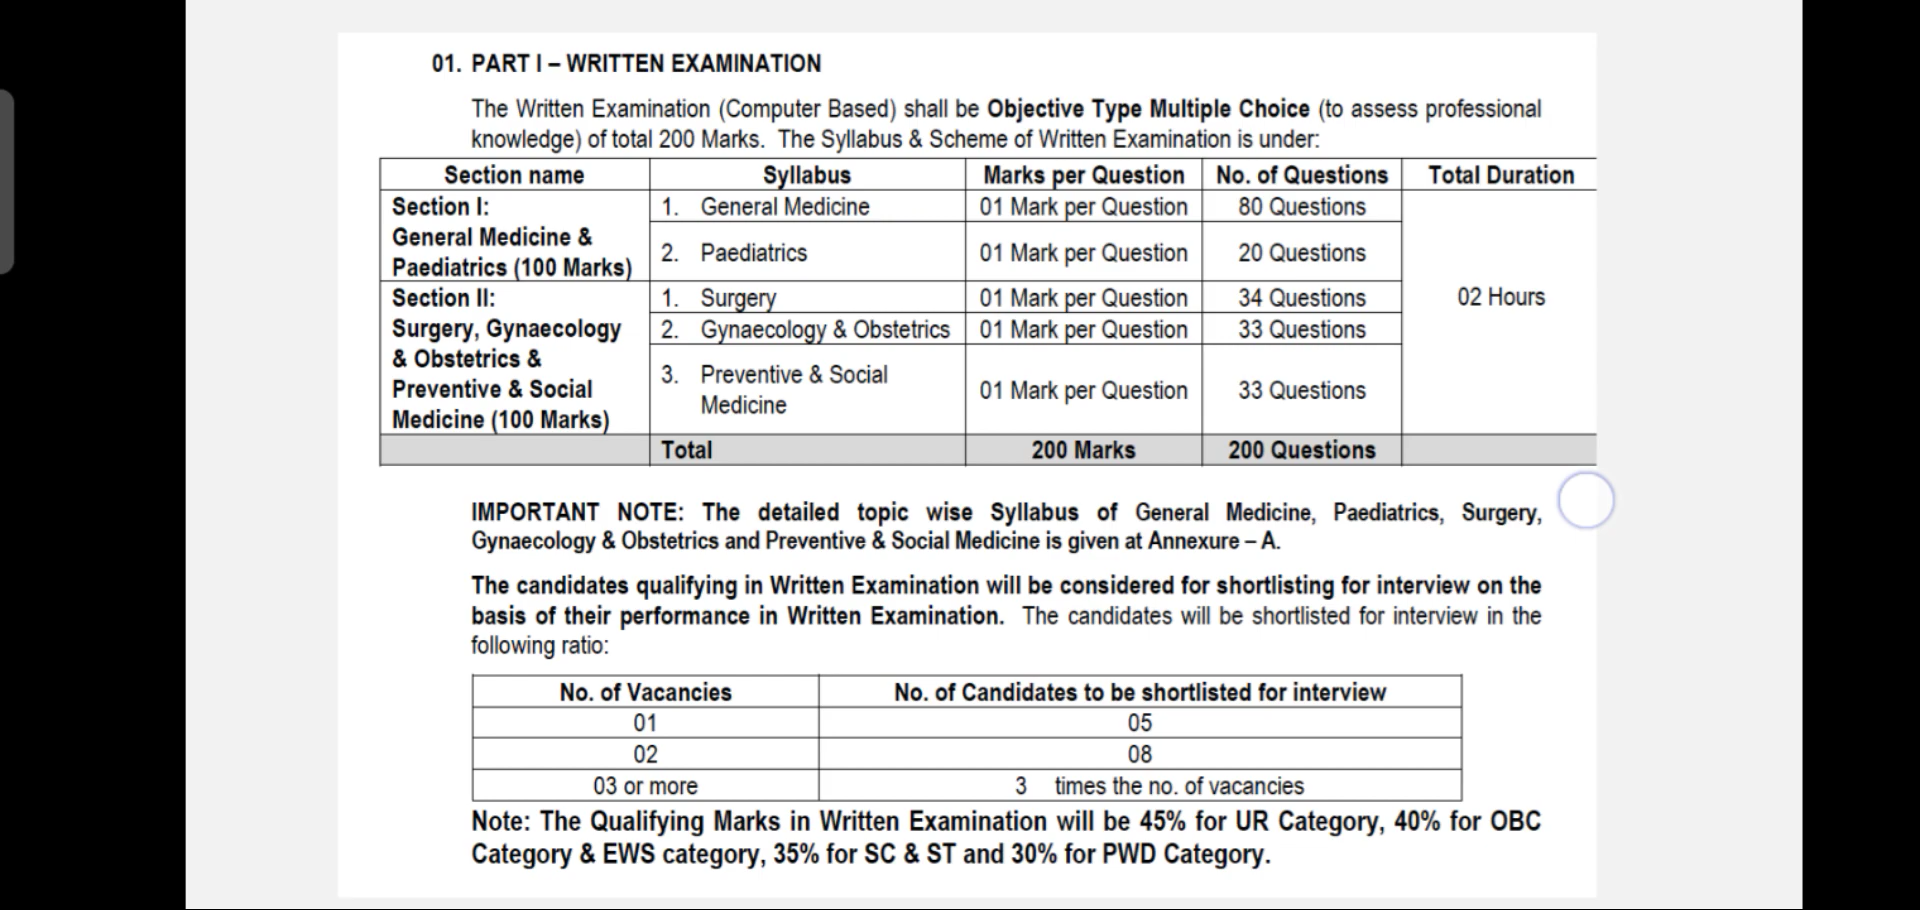 01. PART I – WRITTEN EXAMINATION
The Written Examination (Computer Based) shall be Objective Type Multiple Choice (to assess professional
knowledge) of total 200 Marks. The Syllabus & Scheme of Written Examination is under:
Section name Syllabus Marks per Question No. of Questions Total Duration
Section I:
General Medicine &
Paediatrics (100 Marks)
1. General Medicine 01 Mark per Question 80 Questions
2. Paediatrics 01 Mark per Question 20 Questions
02 Hours
Section II:
Surgery, Gynaecology
& Obstetrics &
Preventive & Social
Medicine (100 Marks)
1. Surgery 01 Mark per Question 34 Questions
2. Gynaecology & Obstetrics 01 Mark per Question 33 Questions
3. Preventive & Social
Medicine
01 Mark per Question 33 Questions
Total 200 Marks 200 Questions
IMPORTANT NOTE: The detailed topic wise Syllabus of General Medicine, Paediatrics, Surgery,
Gynaecology & Obstetrics and Preventive & Social Medicine is given at Annexure – A.
The candidates qualifying in Written Examination will be considered for shortlisting for interview on the
basis of their performance in Written Examination. The candidates will be shortlisted for interview in the
following ratio:
No. of Vacancies No. of Candidates to be shortlisted for interview
01 05
02 08
03 or more 3 times the no. of vacancies
Note: The Qualifying Marks in Written Examination will be 45% for UR Category, 40% for OBC
Category & EWS category, 35% for SC & ST and 30% for PWD Category.